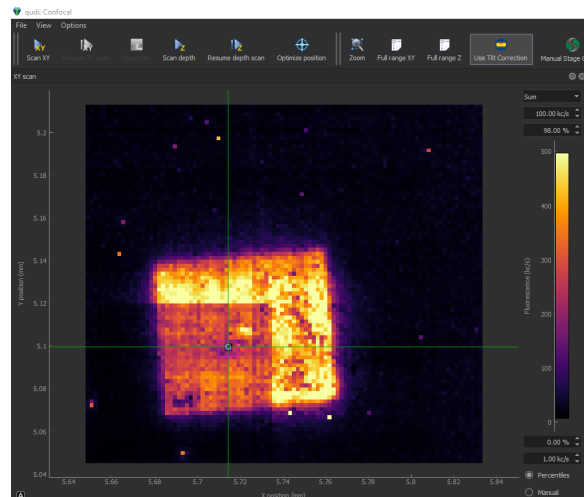 qudi: Confocal
File View Options
Scan XY
Scan depth
Resume depth scan
Optimize position
Zoom
Full range XY
Full range Z
Use Tilt Correction
Manual Stage C
XY scan
Sum
100.00 kc/s
98.00 %
500
400
300
200
100
0
Fluorescence (kc/s)
0.00 %
1.00 kc/s
Percentiles
Manual
Y position (mm)
5.2
5.18
5.16
5.14
5.12
5.1
5.08
5.06
5.04
5.64 5.66 5.68 5.7 5.72 5.74 5.76 5.78 5.8 5.82 5.84
X position (mm)
A